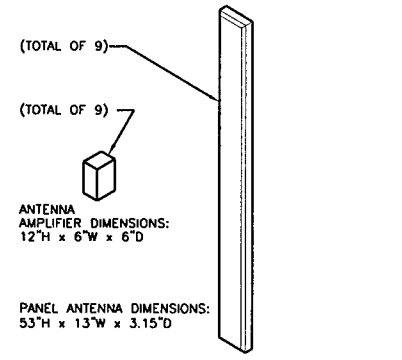 (TOTAL OF 9)
(TOTAL OF 9)
ANTENNA
AMPLIFIER DIMENSIONS:
12"H x 6"W x 6"D
PANEL ANTENNA DIMENSIONS:
53"H x 13"W x 3.15"D